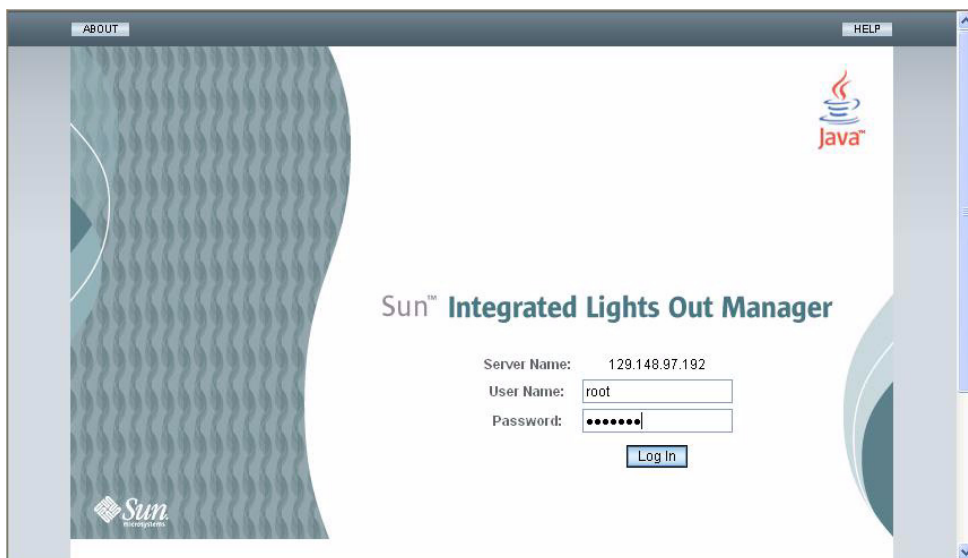 ABOUT
HELP
Java™
Sun™ Integrated Lights Out Manager
Server Name: 129.148.97.192
User Name: root
Password: •••••••
Log In
Sun
microsystems